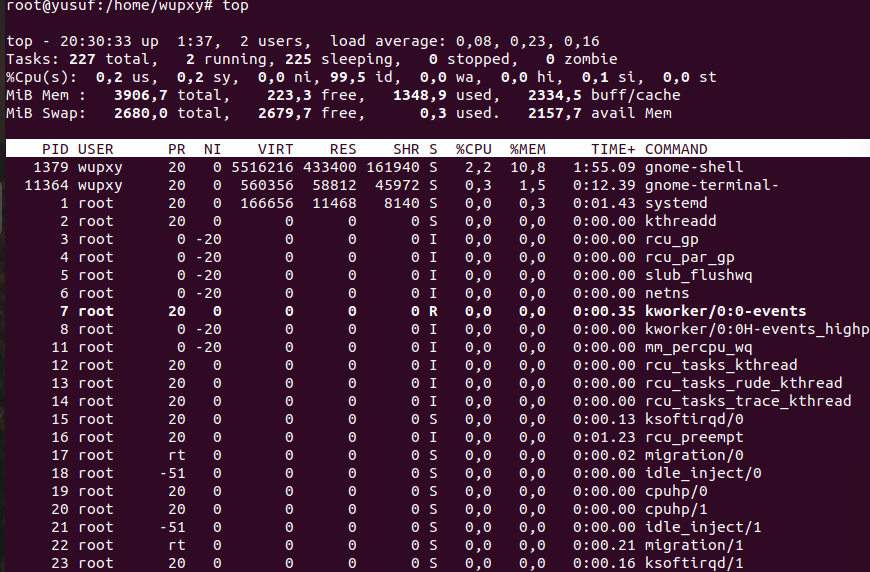 root@yusuf:/home/wupxy# top
top - 20:30:33 up  1:37,  2 users,  load average: 0,08, 0,23, 0,16
Tasks: 227 total,   2 running, 225 sleeping,   0 stopped,   0 zombie
%Cpu(s):  0,2 us,  0,2 sy,  0,0 ni, 99,5 id,  0,0 wa,  0,0 hi,  0,1 si,  0,0 st
MiB Mem :   3906,7 total,    223,3 free,   1348,9 used,   2334,5 buff/cache
MiB Swap:   2680,0 total,   2679,7 free,      0,3 used.   2157,7 avail Mem
PID USER      PR  NI    VIRT    RES    SHR S  %CPU  %MEM     TIME+ COMMAND
1379 wupxy     20   0 5516216 433400 161940 S   2,2  10,8   1:55.09 gnome-shell
11364 wupxy     20   0  560356  58812  45972 S   0,3   1,5   0:12.39 gnome-terminal-
1 root      20   0  166656  11468   8140 S   0,0   0,3   0:01.43 systemd
2 root      20   0       0      0      0 S   0,0   0,0   0:00.00 kthreadd
3 root       0 -20       0      0      0 I   0,0   0,0   0:00.00 rcu_gp
4 root       0 -20       0      0      0 I   0,0   0,0   0:00.00 rcu_par_gp
5 root       0 -20       0      0      0 I   0,0   0,0   0:00.00 slub_flushwq
6 root       0 -20       0      0      0 I   0,0   0,0   0:00.00 netns
7 root      20   0       0      0      0 R   0,0   0,0   0:00.35 kworker/0:0-events
8 root       0 -20       0      0      0 I   0,0   0,0   0:00.00 kworker/0:0H-events_highp
11 root       0 -20       0      0      0 I   0,0   0,0   0:00.00 mm_percpu_wq
12 root      20   0       0      0      0 I   0,0   0,0   0:00.00 rcu_tasks_kthread
13 root      20   0       0      0      0 I   0,0   0,0   0:00.00 rcu_tasks_rude_kthread
14 root      20   0       0      0      0 I   0,0   0,0   0:00.00 rcu_tasks_trace_kthread
15 root      20   0       0      0      0 S   0,0   0,0   0:00.13 ksoftirqd/0
16 root      20   0       0      0      0 I   0,0   0,0   0:01.23 rcu_preempt
17 root      rt   0       0      0      0 S   0,0   0,0   0:00.02 migration/0
18 root     -51   0       0      0      0 S   0,0   0,0   0:00.00 idle_inject/0
19 root      20   0       0      0      0 S   0,0   0,0   0:00.00 cpuhp/0
20 root      20   0       0      0      0 S   0,0   0,0   0:00.00 cpuhp/1
21 root     -51   0       0      0      0 S   0,0   0,0   0:00.00 idle_inject/1
22 root      rt   0       0      0      0 S   0,0   0,0   0:00.21 migration/1
23 root      20   0       0      0      0 S   0,0   0,0   0:00.16 ksoftirqd/1